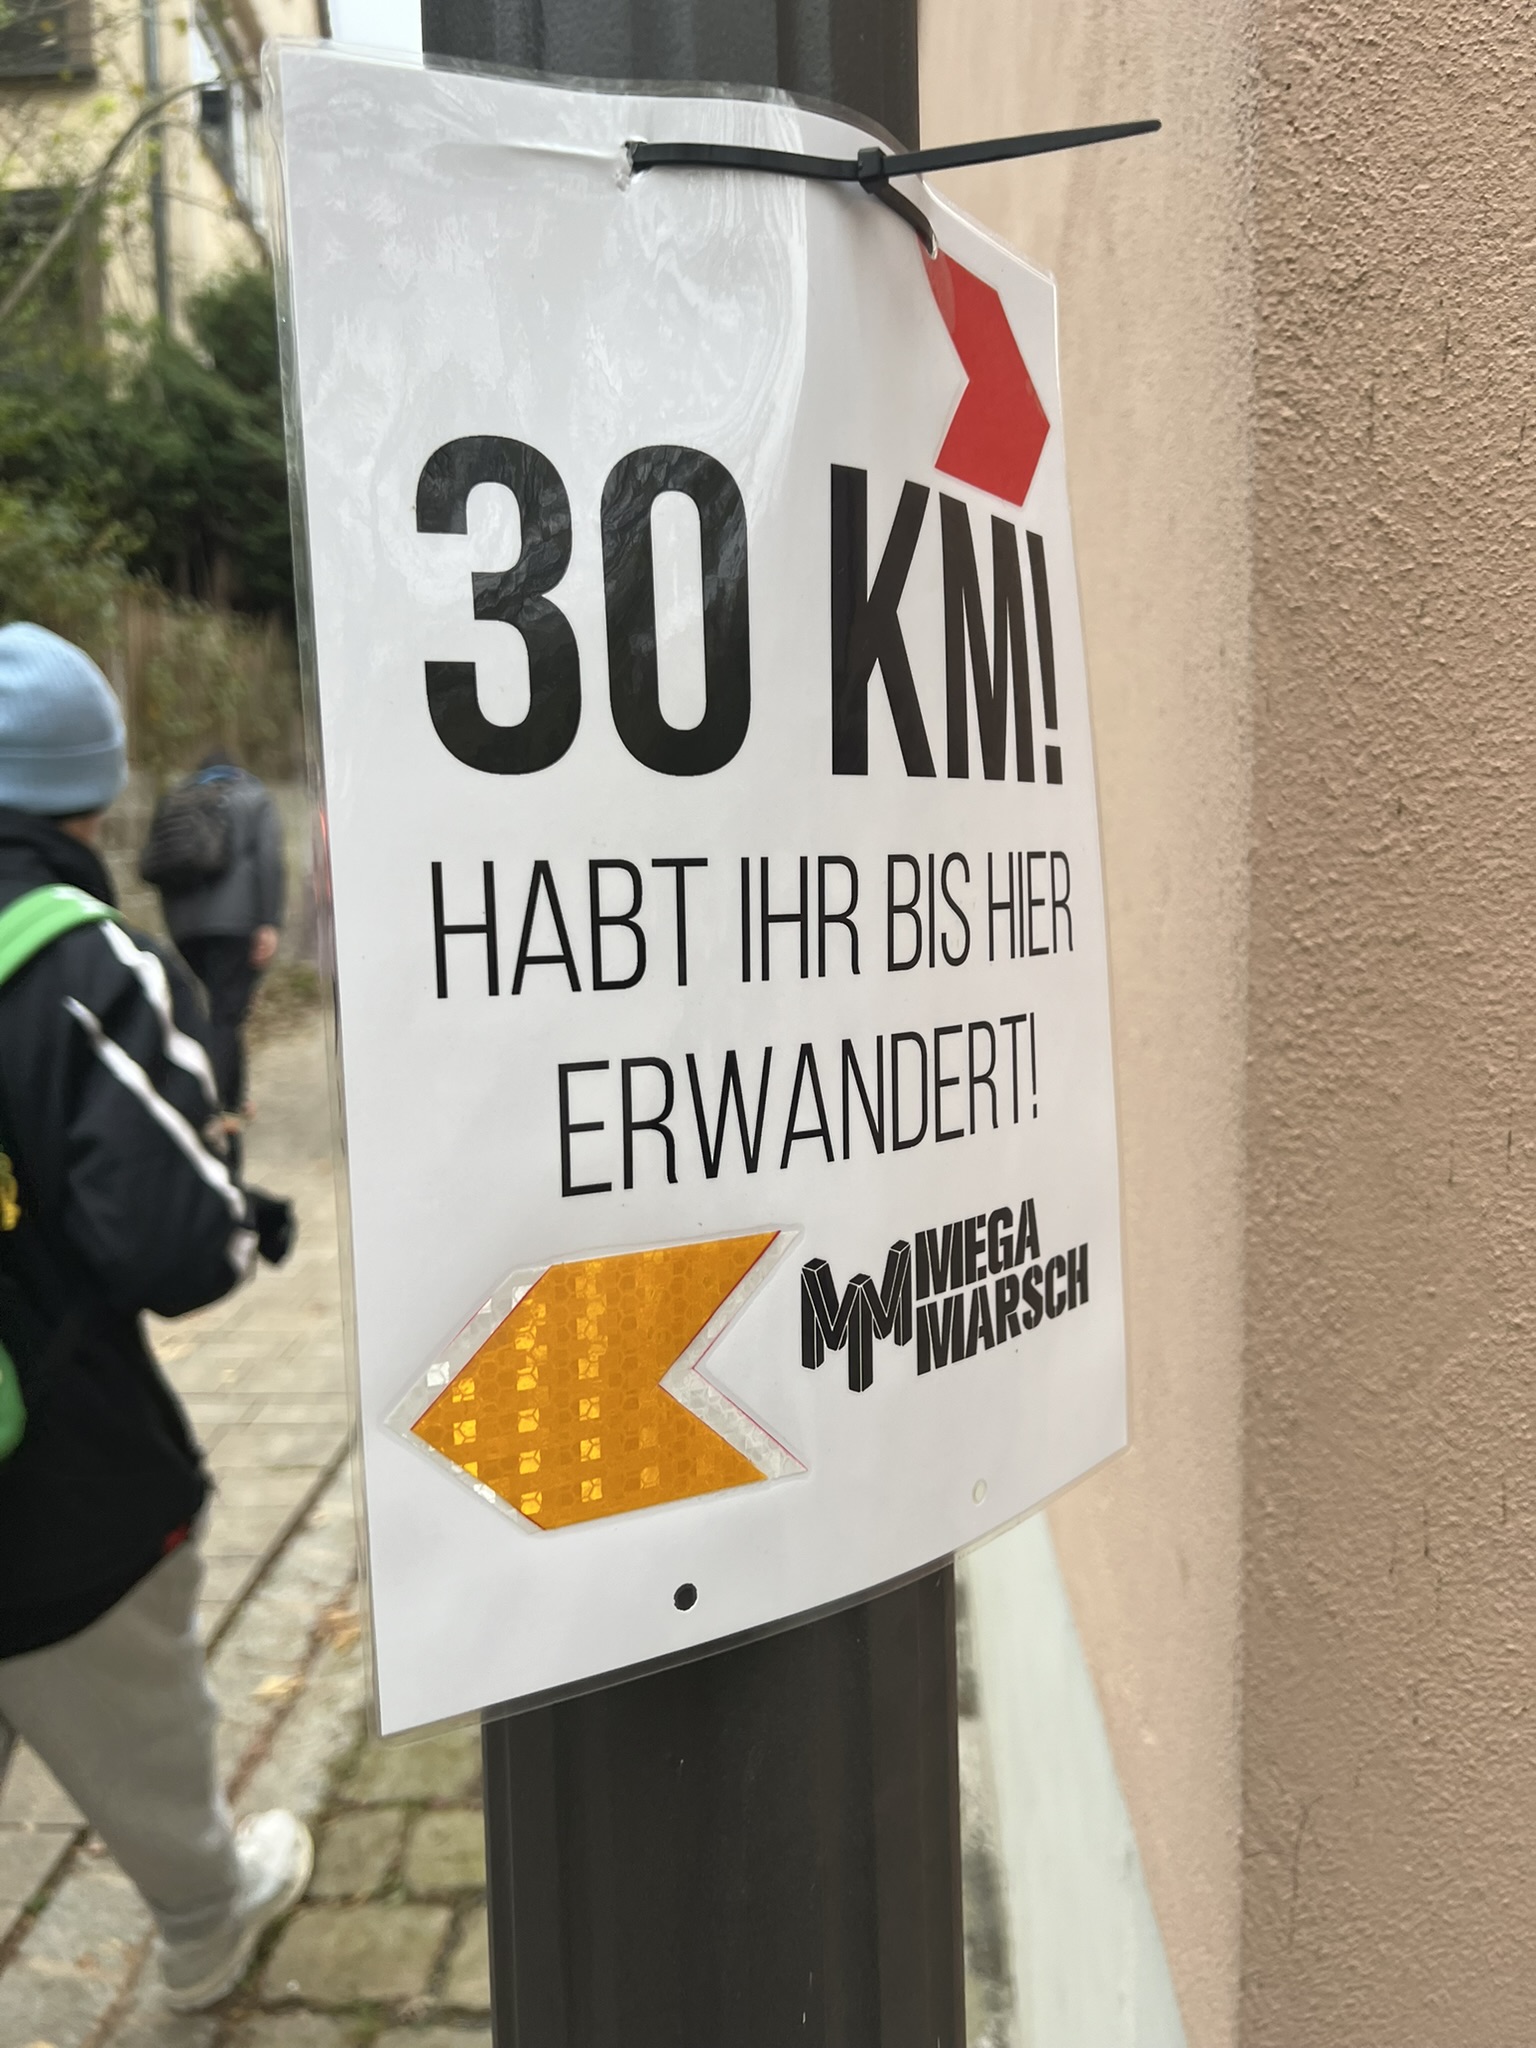 30 KM!
HABT IHR BIS HIER
ERWANDERT!
MEGA
MARSCH